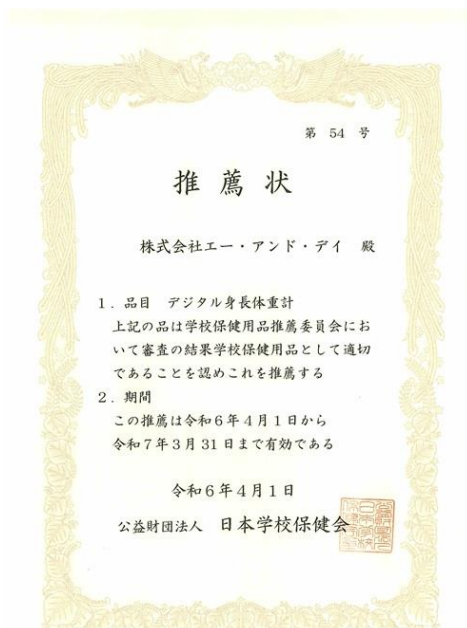 第 54 号
推薦状
株式会社エー・アンド・デイ 殿
1. 品目 デジタル身長体重計
上記の品は学校保健用品推薦委員会にお
いて審査の結果学校保健用品として適切
であることを認めこれを推薦する
2. 期間
この推薦は令和6年4月1日から
令和7年3月31日まで有効である
令和6年4月1日
公益財団法人 日本学校保健会